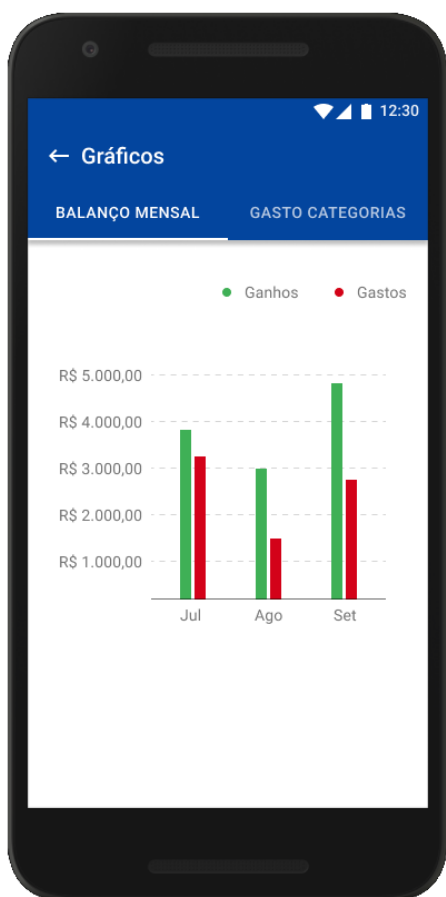 12:30
Gráficos
BALANÇO MENSAL GASTO CATEGORIAS
Ganhos Gastos
R$ 5.000,00
R$ 4.000,00
R$ 3.000,00
R$ 2.000,00
R$ 1.000,00
Jul Ago Set